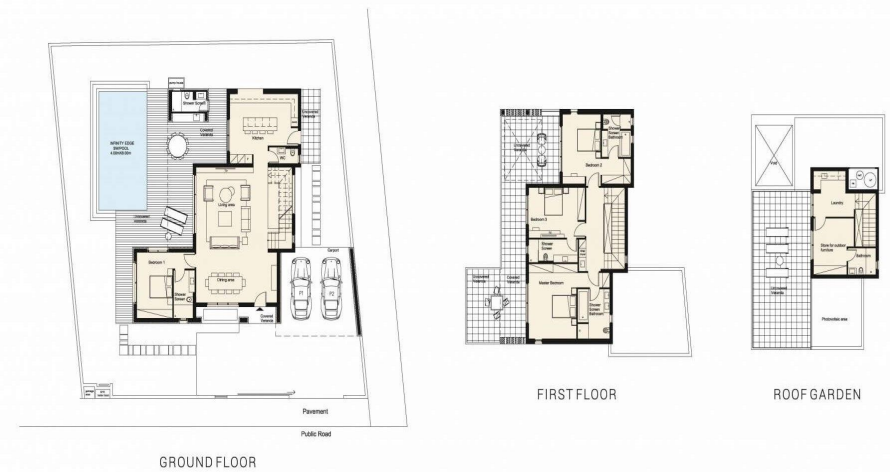 Shower Screen
Covered
Veranda
Uncovered
Veranda
Kitchen
WC
INFINITY EDGE
Living area
Uncovered
Veranda
Carport
Bedroom 1
Dining area
Shower
Screen
P1
P2
Covered
Veranda
Pavement
Public Road
GROUND FLOOR
Uncovered
Veranda
Shower
Screen
Bathroom
Bedroom 2
Bedroom 3
Shower
Screen
Uncovered
Veranda
Covered
Veranda
Master Bedroom
Shower
Screen
Bathroom
FIRST FLOOR
Void
Laundry
Store for outdoor
furniture
Bathroom
Uncovered
Veranda
Photovoltaic area
ROOF GARDEN